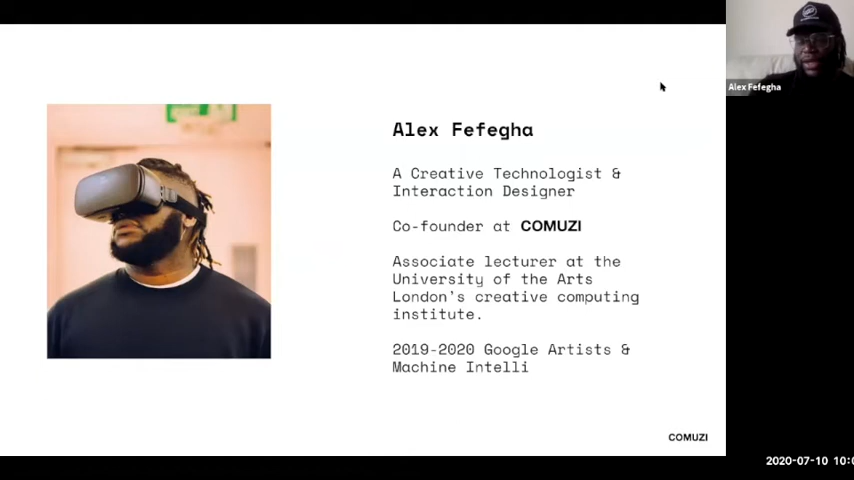 Alex Fefegha
A Creative Technologist &
Interaction Designer
Co-founder at COMUZI
Associate lecturer at the
University of the Arts
London's creative computing
institute.
2019-2020 Google Artists &
Machine Intelli
COMUZI
Alex Fefegha
2020-07-10 10:0